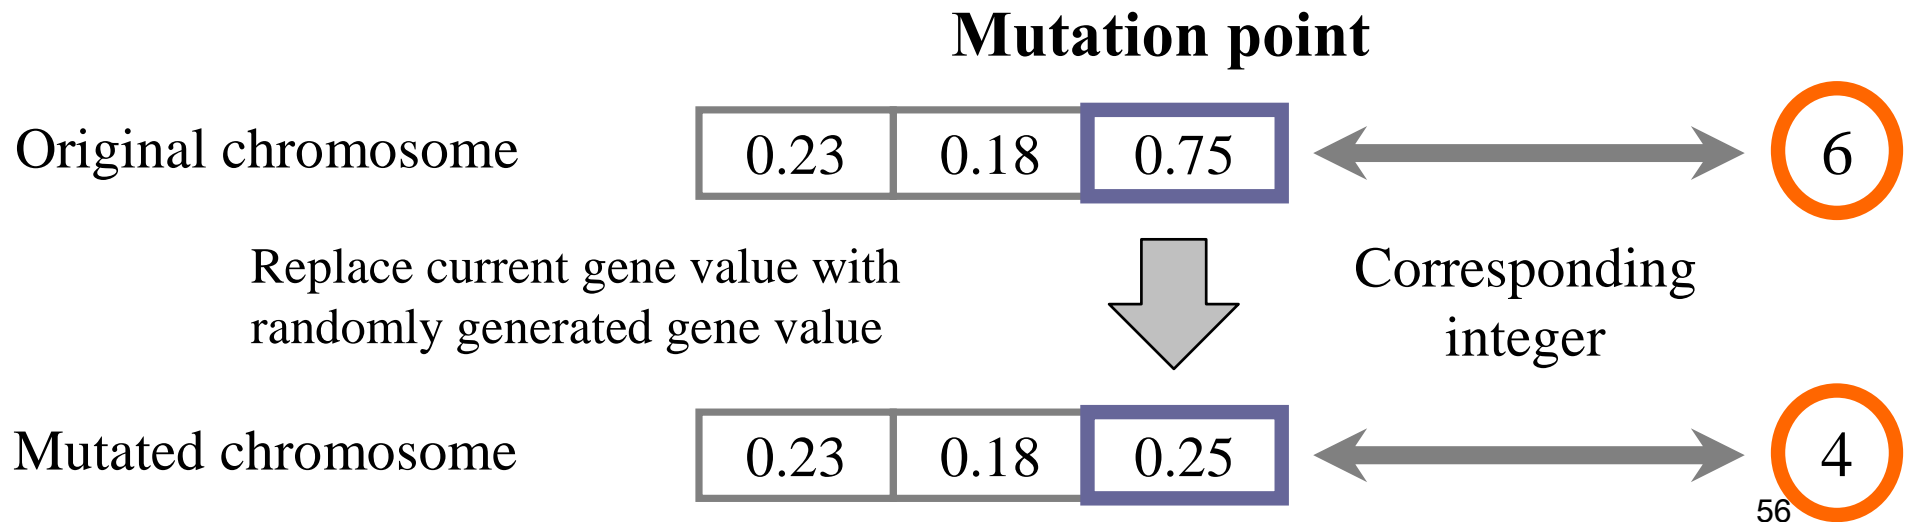 Mutation point
Original chromosome 0.23 0.18 0.75 6
Replace current gene value with
randomly generated gene value
Corresponding
integer
Mutated chromosome 0.23 0.18 0.25 4
56